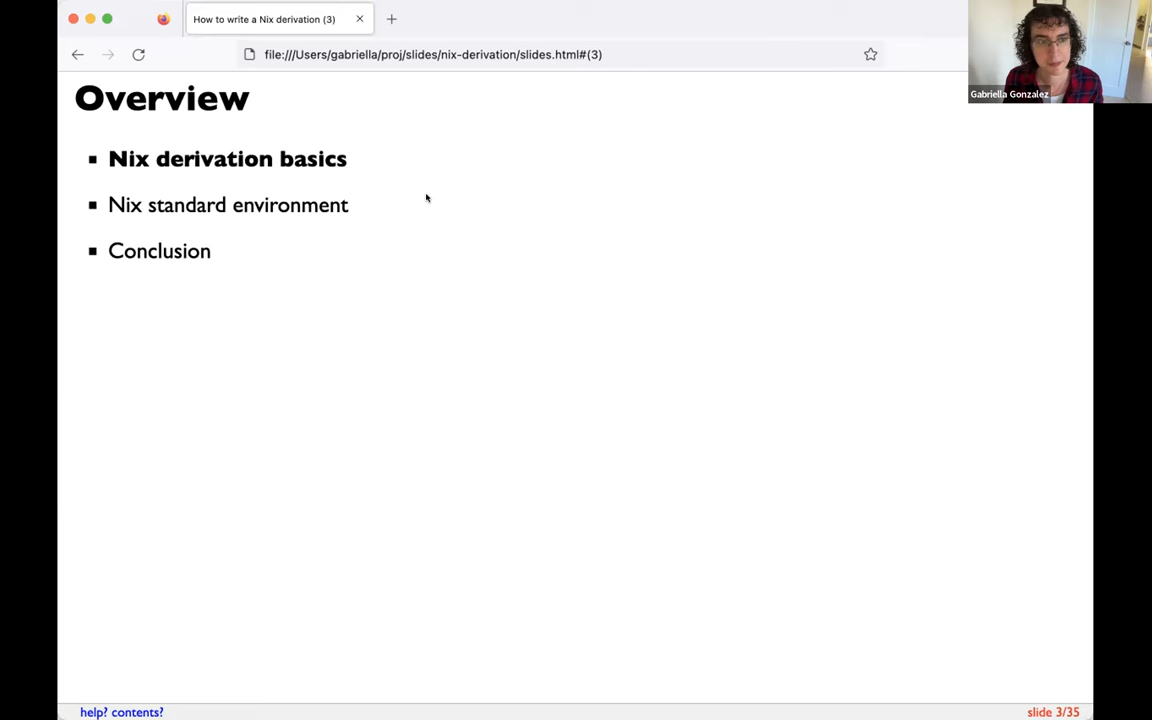 How to write a Nix derivation (3)
file:///Users/gabriella/proj/slides/nix-derivation/slides.html#(3)
Gabriella Gonzalez
Overview
Nix derivation basics
Nix standard environment
Conclusion
help? contents?
slide 3/35